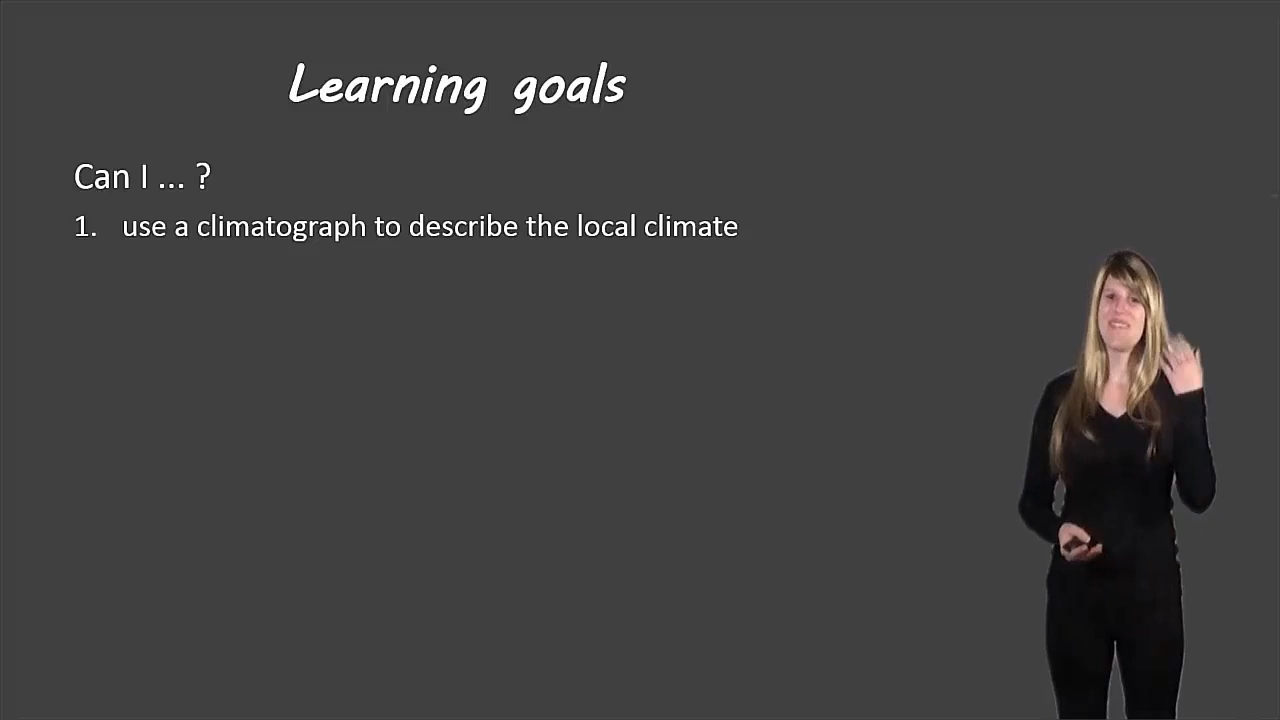 Learning goals
Can I ... ?
1. use a climatograph to describe the local climate